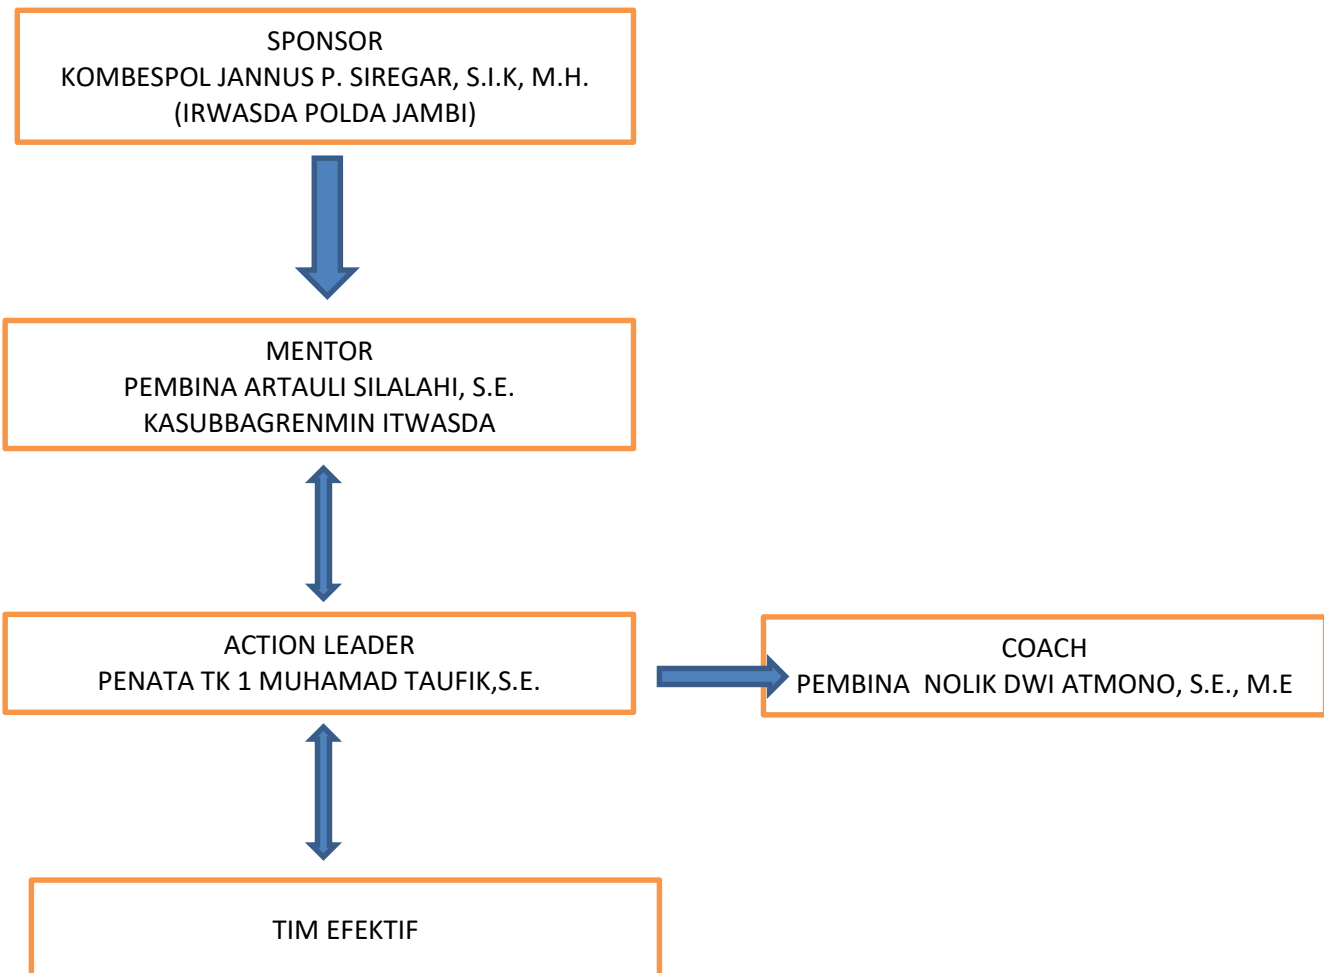 SPONSOR
KOMBESPOL JANNUS P. SIREGAR, S.I.K, M.H.
(IRWASDA POLDA JAMBI)
MENTOR
PEMBINA ARTAULI SILALAHI, S.E.
KASUBBAGRENMIN ITWASDA
ACTION LEADER
PENATA TK 1 MUHAMAD TAUFIK,S.E.
COACH
PEMBINA  NOLIK DWI ATMONO, S.E., M.E
TIM EFEKTIF